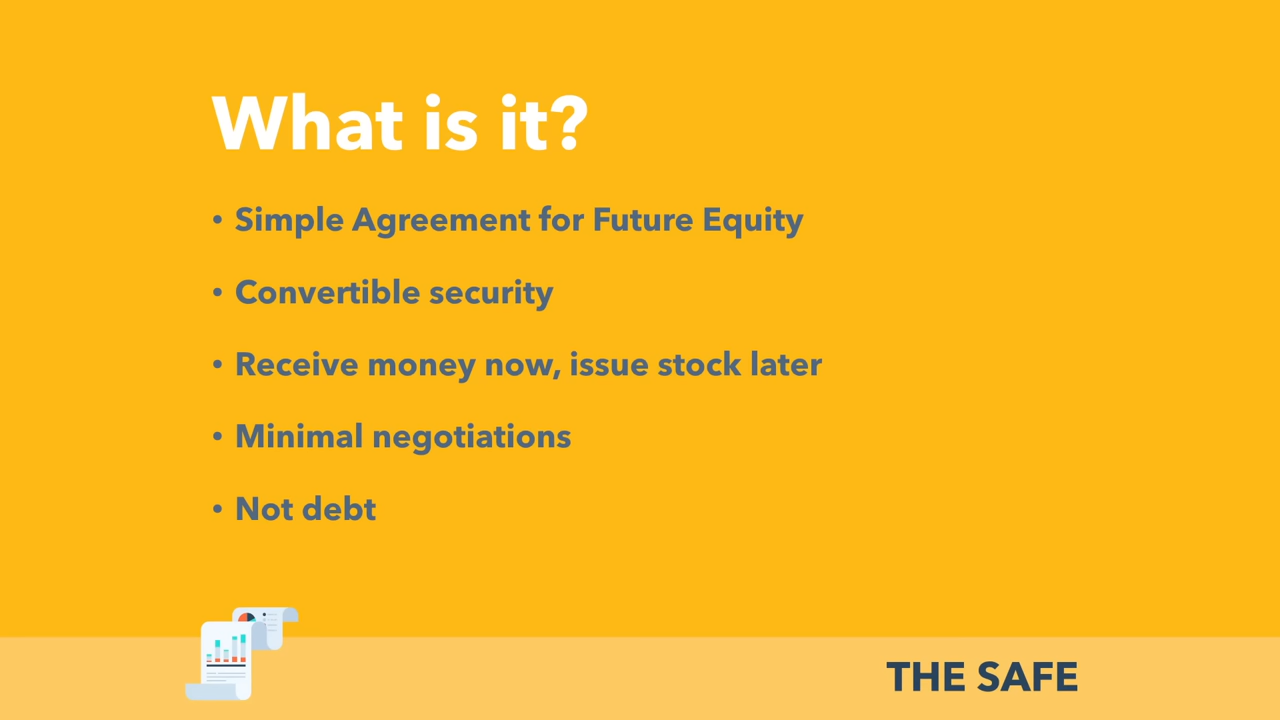 What is it?
• Simple Agreement for Future Equity
• Convertible security
• Receive money now, issue stock later
• Minimal negotiations
• Not debt
THE SAFE